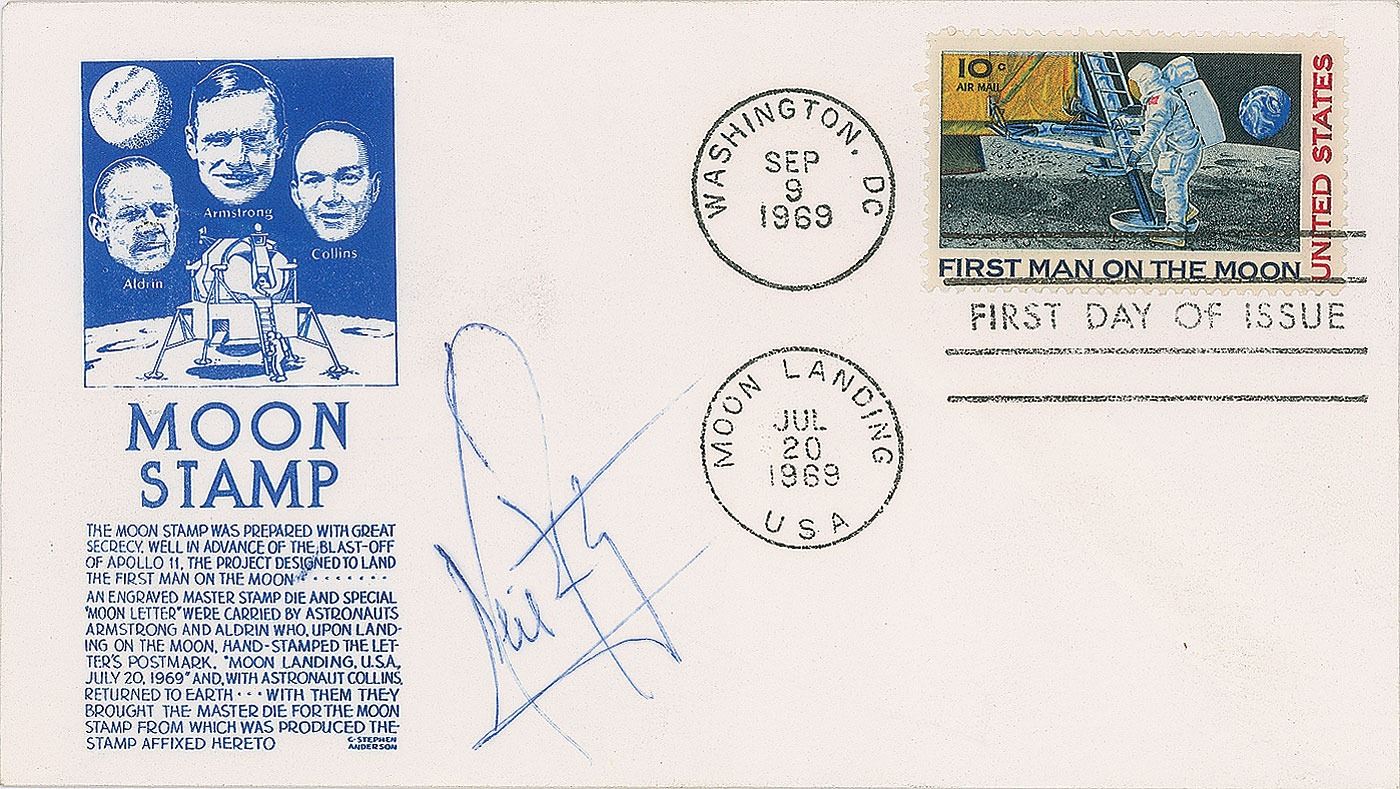 Armstrong
Collins
Aldrin
MOON
STAMP
THE MOON STAMP WAS PREPARED WITH GREAT
SECRECY, WELL IN ADVANCE OF THE BLAST-OFF
OF APOLLO 11, THE PROJECT DESIGNED TO LAND
THE FIRST MAN ON THE MOON · · · · · · · ·
AN ENGRAVED MASTER STAMP DIE AND SPECIAL
"MOON LETTER" WERE CARRIED BY ASTRONAUTS
ARMSTRONG AND ALDRIN WHO, UPON LAND-
ING ON THE MOON, HAND-STAMPED THE LET-
TER'S POSTMARK, "MOON LANDING, U.S.A.,
JULY 20, 1969" AND, WITH ASTRONAUT COLLINS,
RETURNED TO EARTH · · · WITH THEM THEY
BROUGHT THE MASTER DIE FOR THE MOON
STAMP FROM WHICH WAS PRODUCED THE
STAMP AFFIXED HERETO
C·STEPHEN
ANDERSON
Neil
WASHINGTON, DC
SEP
9
1969
MOON LANDING
JUL
20
1969
USA
10c
AIR MAIL
UNITED STATES
FIRST MAN ON THE MOON
FIRST DAY OF ISSUE